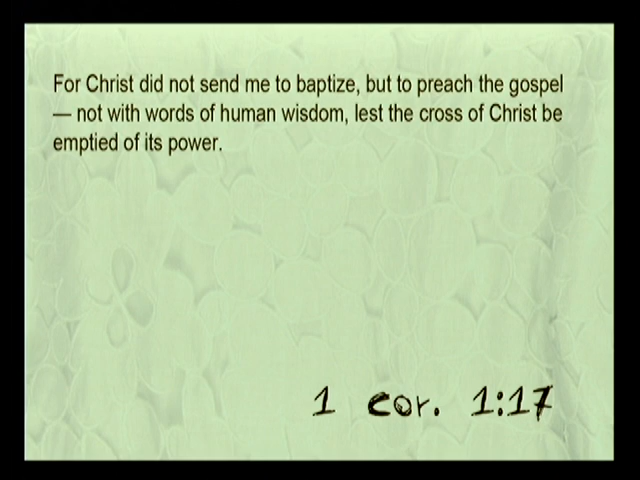 For Christ did not send me to baptize, but to preach the gospel
— not with words of human wisdom, lest the cross of Christ be
emptied of its power.
1 cor. 1:17